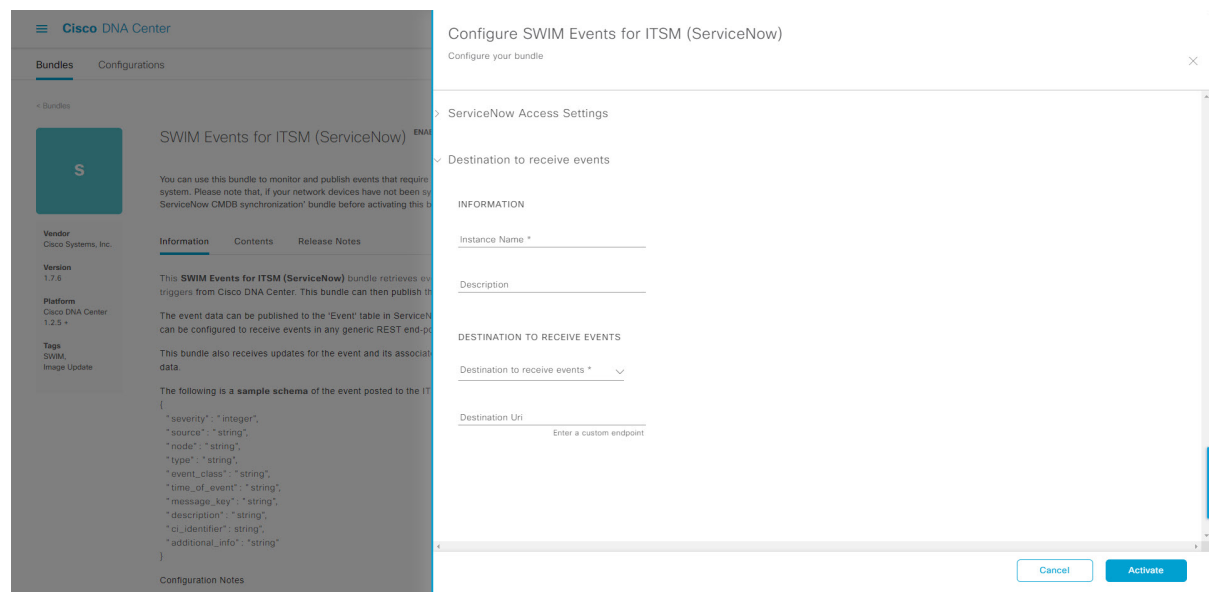 Cisco DNA Center
Bundles Configurations
< Bundles
S
SWIM Events for ITSM (ServiceNow)
You can use this bundle to monitor and publish events that require
system. Please note that, if your network devices have not been
ServiceNow CMDB synchronization' bundle before activating this
Vendor
Cisco Systems, Inc.
Version
1.7.6
Platform
Cisco DNA Center
1.2.5 +
Tags
SWIM,
Image Update
Information Contents Release Notes
This SWIM Events for ITSM (ServiceNow) bundle retrieves
triggers from Cisco DNA Center. This bundle can then publish
The event data can be published to the 'Event' table in
can be configured to receive events in any generic REST
This bundle also receives updates for the event and its
data.
The following is a sample schema of the event posted to the
{
"severity" : "integer",
"source" : "string",
"node" : "string",
"type" : "string",
"event_class" : "string",
"time_of_event" : "string",
"message_key" : "string",
"description" : "string",
"ci_identifier" : string",
"additional_info" : "string"
}
Configuration Notes
Configure SWIM Events for ITSM (ServiceNow)
Configure your bundle
ServiceNow Access Settings
Destination to receive events
INFORMATION
Instance Name *
Description
DESTINATION TO RECEIVE EVENTS
Destination to receive events *
Destination Uri
Enter a custom endpoint
Cancel Activate